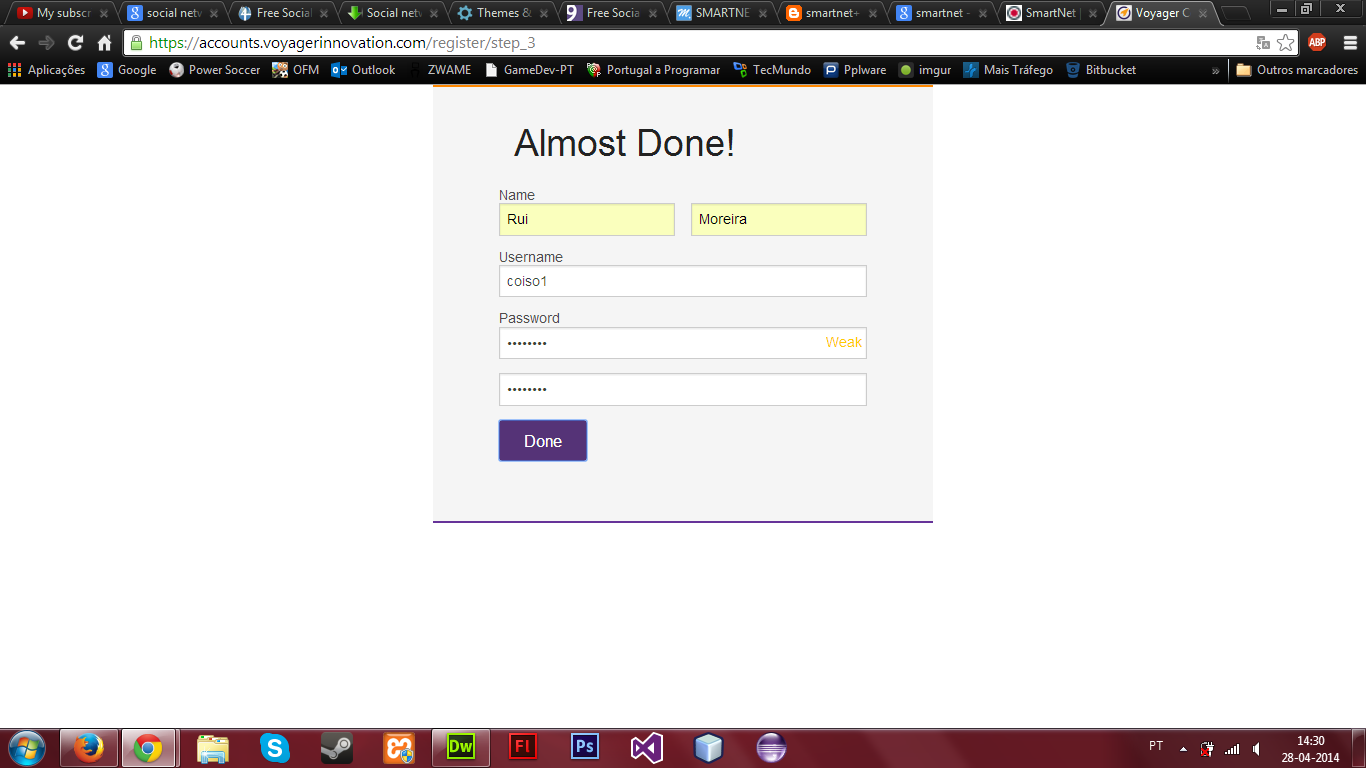 My subscr
social netv
Free Social
Social netv
Themes &
Free Socia
SMARTNE
smartnet+
smartnet -
SmartNet |
Voyager C
https://accounts.voyagerinnovation.com/register/step_3
ABP
Aplicações Google Power Soccer OFM Outlook ZWAME GameDev-PT Portugal a Programar TecMundo Pplware imgur Mais Tráfego Bitbucket » Outros marcadores
Almost Done!
Name
Rui Moreira
Username
coiso1
Password
•••••••• Weak
••••••••
Done
Dw Fl Ps
PT
14:30
28-04-2014